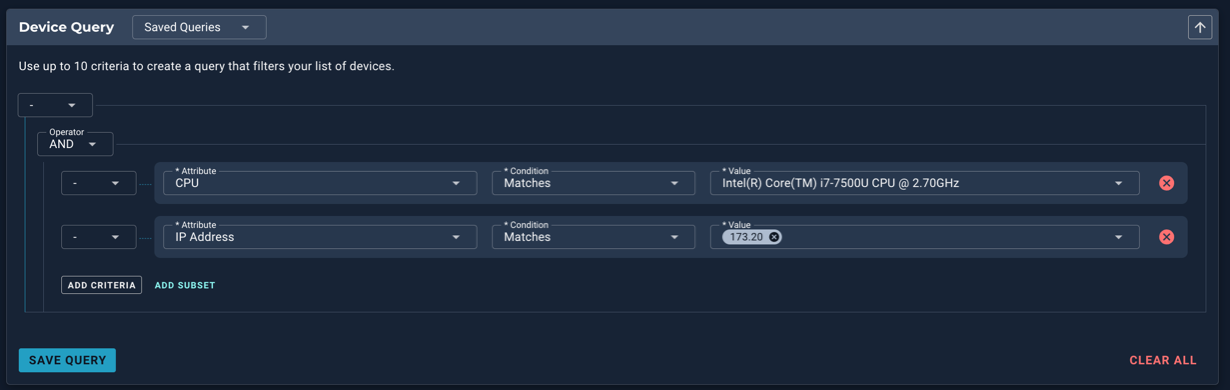 Device Query Saved Queries
Use up to 10 criteria to create a query that filters your list of devices.
-
Operator
AND
* Attribute * Condition * Value
- CPU Matches Intel(R) Core(TM) i7-7500U CPU @ 2.70GHz
* Attribute * Condition * Value
- IP Address Matches 173.20
ADD CRITERIA ADD SUBSET
SAVE QUERY CLEAR ALL